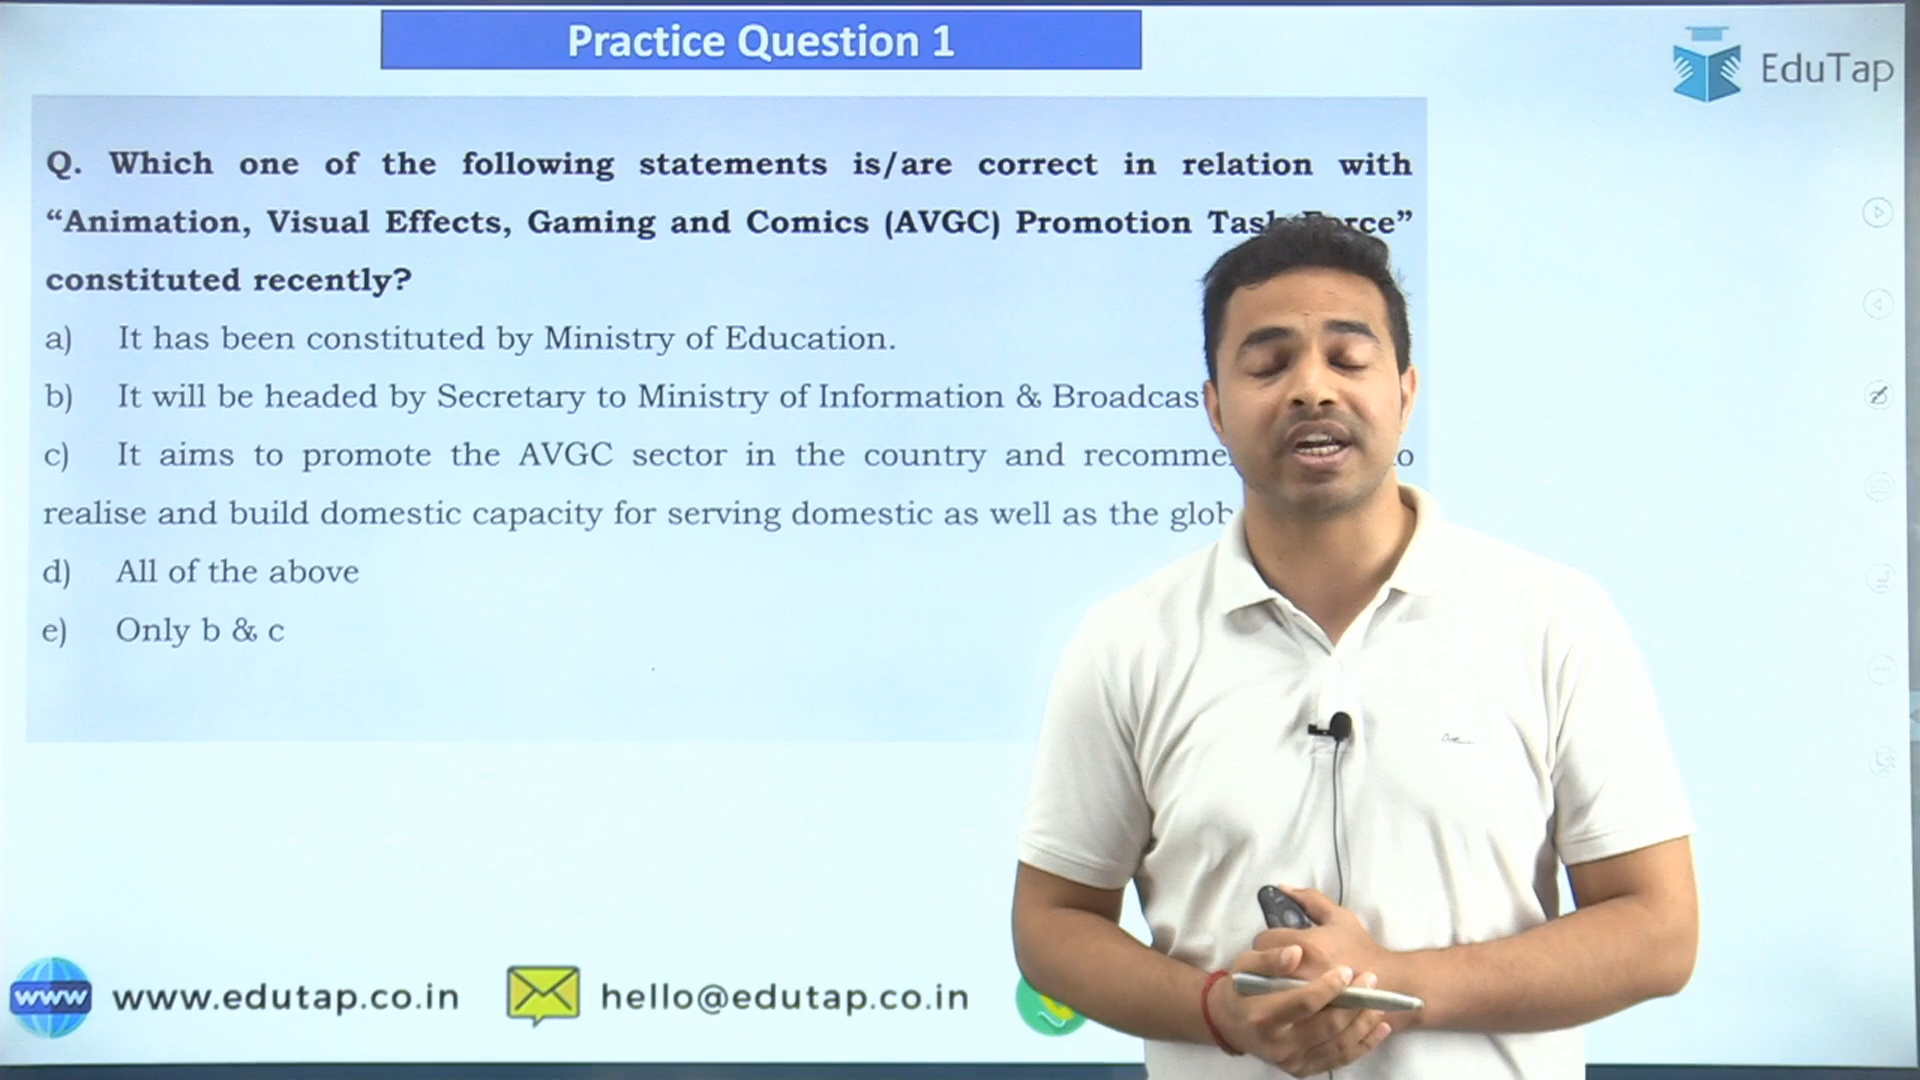 Practice Question 1
EduTap
Q. Which one of the following statements is/are correct in relation with
“Animation, Visual Effects, Gaming and Comics (AVGC) Promotion
constituted recently?
a) It has been constituted by Ministry of Education.
b) It will be headed by Secretary to Ministry of Information &
c) It aims to promote the AVGC sector in the country and
realise and build domestic capacity for serving domestic as well as the
d) All of the above
e) Only b & c
www
www.edutap.co.in
hello@edutap.co.in